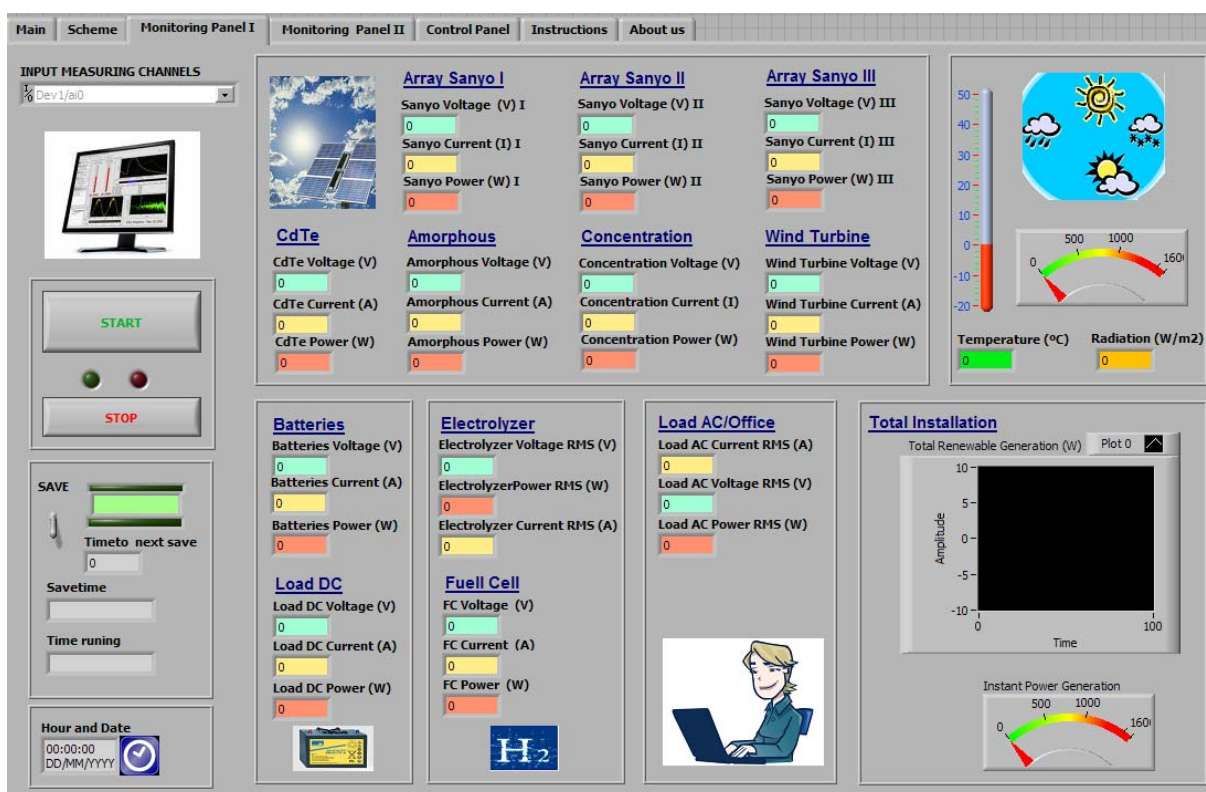 Main Scheme Monitoring Panel I Monitoring Panel II Control Panel Instructions About us
INPUT MEASURING CHANNELS
I/O Dev1/ai0
START
STOP
SAVE
Timeto next save
0
Savetime
Time runing
Hour and Date
00:00:00
DD/MM/YYYY
Array Sanyo I
Sanyo Voltage (V) I
0
Sanyo Current (I) I
0
Sanyo Power (W) I
0
Array Sanyo II
Sanyo Voltage (V) II
0
Sanyo Current (I) II
0
Sanyo Power (W) II
0
Array Sanyo III
Sanyo Voltage (V) III
0
Sanyo Current (I) III
0
Sanyo Power (W) III
0
CdTe
CdTe Voltage (V)
0
CdTe Current (A)
0
CdTe Power (W)
0
Amorphous
Amorphous Voltage (V)
0
Amorphous Current (A)
0
Amorphous Power (W)
0
Concentration
Concentration Voltage (V)
0
Concentration Current (I)
0
Concentration Power (W)
0
Wind Turbine
Wind Turbine Voltage (V)
0
Wind Turbine Current (A)
0
Wind Turbine Power (W)
0
50
40
30
20
10
0
-10
-20
0 500 1000 160
Temperature (ºC)
0
Radiation (W/m2)
0
Batteries
Batteries Voltage (V)
0
Batteries Current (A)
0
Batteries Power (W)
0
Load DC
Load DC Voltage (V)
0
Load DC Current (A)
0
Load DC Power (W)
0
Electrolyzer
Electrolyzer Voltage RMS (V)
0
ElectrolyzerPower RMS (W)
0
Electrolyzer Current RMS (A)
0
Fuell Cell
FC Voltage (V)
0
FC Current (A)
0
FC Power (W)
0
H2
Load AC/Office
Load AC Current RMS (A)
0
Load AC Voltage RMS (V)
0
Load AC Power RMS (W)
0
Total Installation
Total Renewable Generation (W) Plot 0
Amplitude
10
5
0
-5
-10
0 100
Time
Instant Power Generation
0 500 1000 160